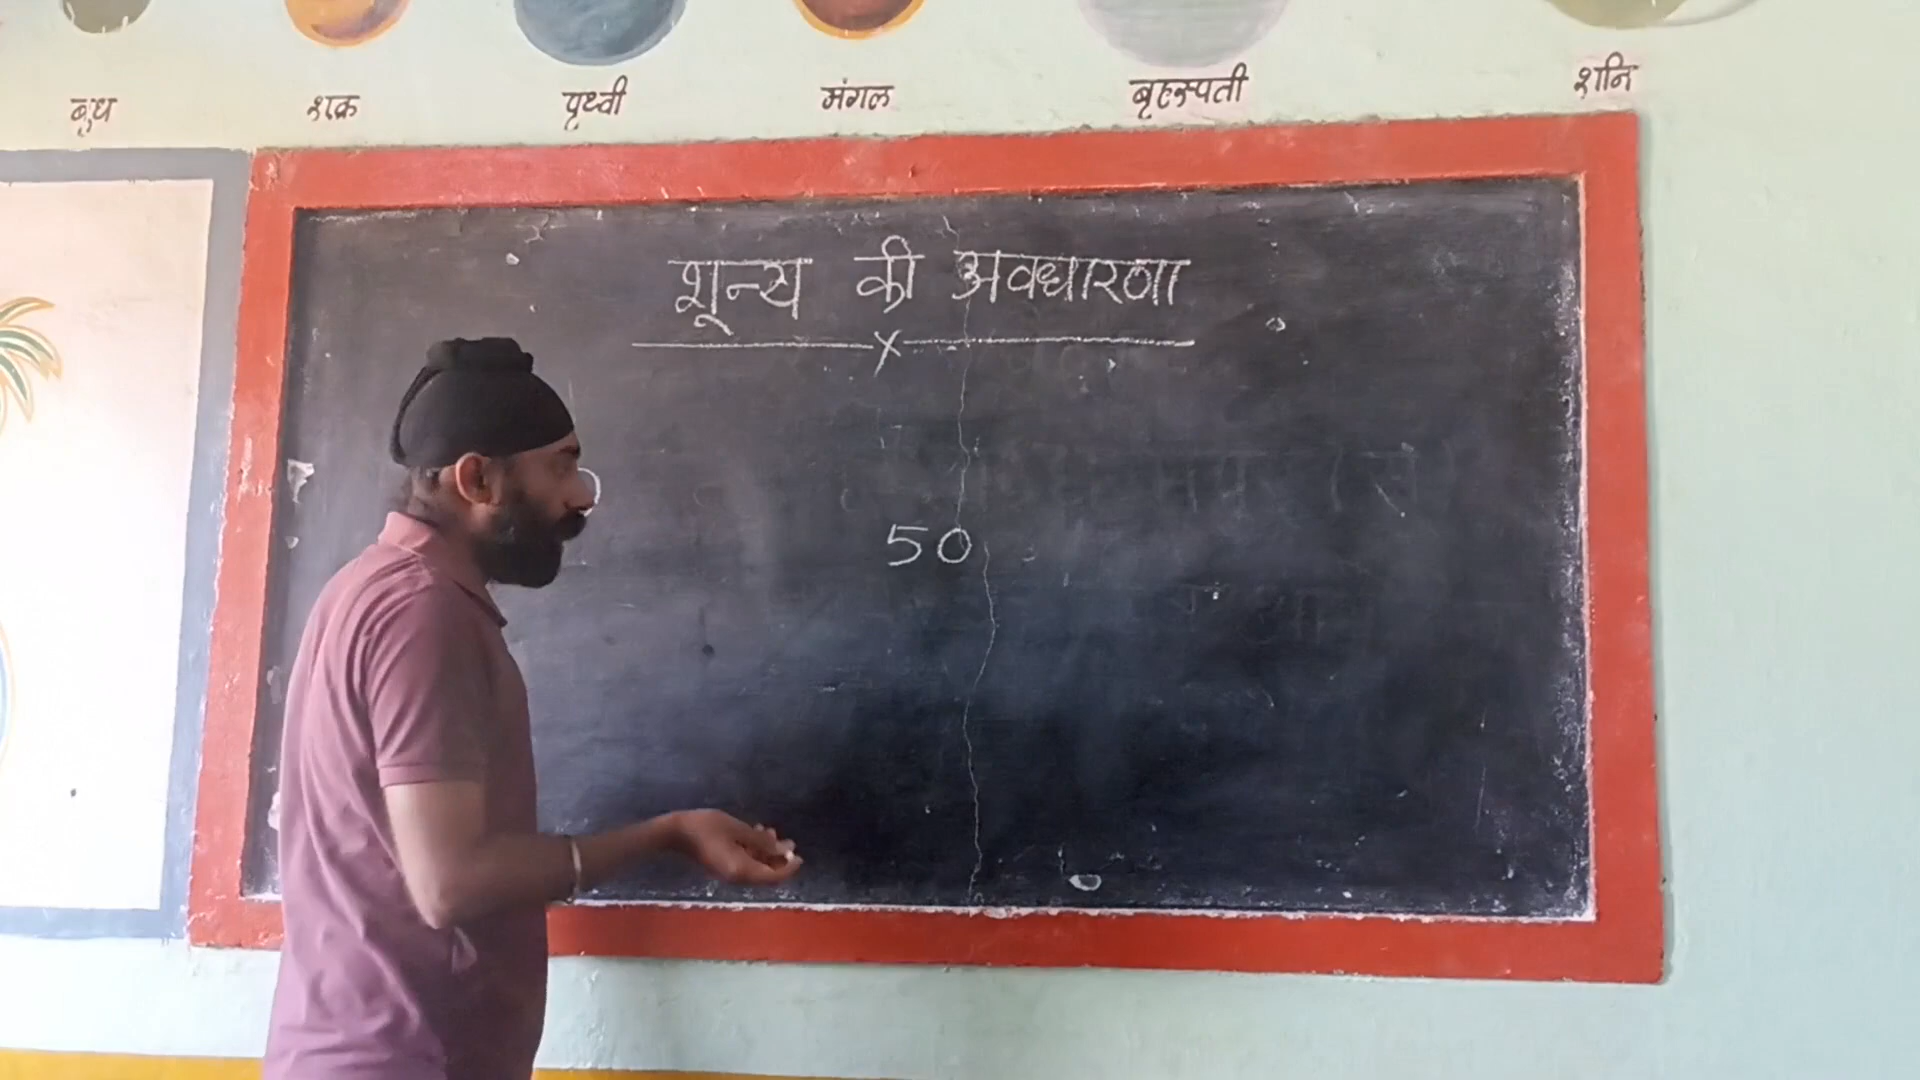 बुध शुक्र पृथ्वी मंगल बृहस्पती शनि
शून्य की अवधारणा
x
50